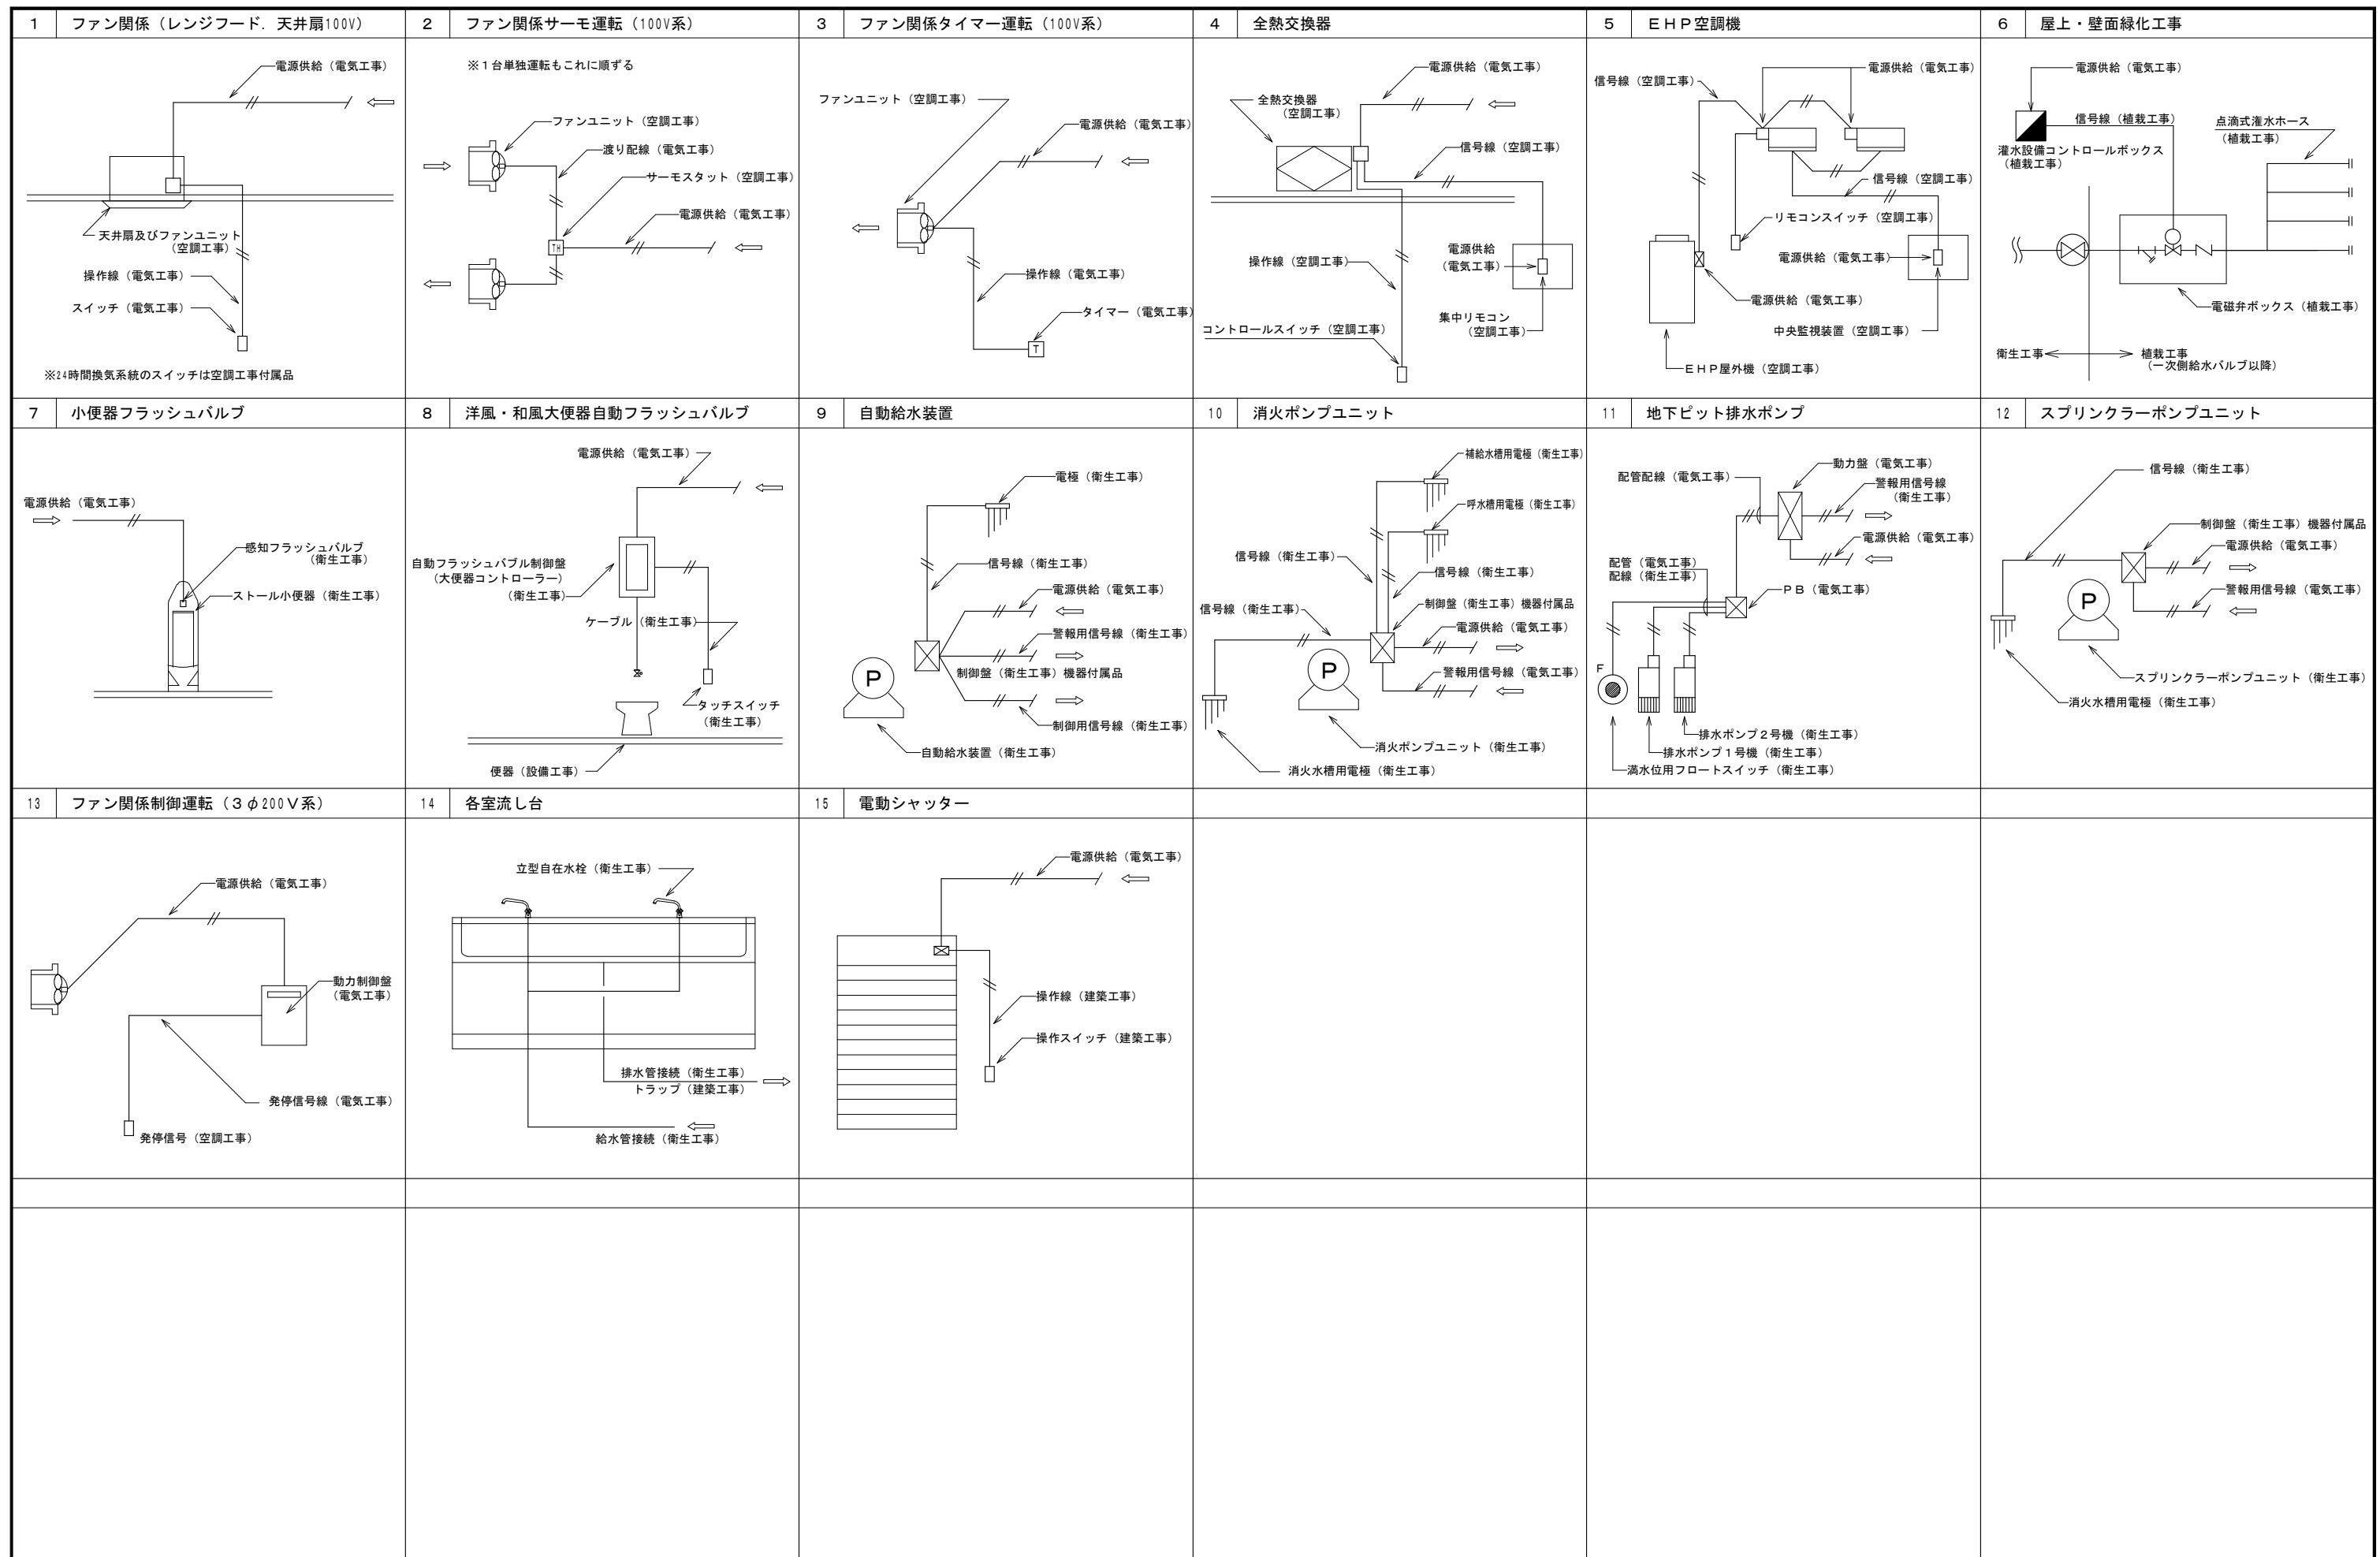 1 ファン関係（レンジフード．天井扇100V）
電源供給（電気工事）
天井扇及びファンユニット
（空調工事）
操作線（電気工事）
スイッチ（電気工事）
※24時間換気系統のスイッチは空調工事付属品
2 ファン関係サーモ運転（100V系）
※１台単独運転もこれに順ずる
ファンユニット（空調工事）
渡り配線（電気工事）
サーモスタット（空調工事）
電源供給（電気工事）
TH
3 ファン関係タイマー運転（100V系）
ファンユニット（空調工事）
電源供給（電気工事）
操作線（電気工事）
タイマー（電気工事）
T
4 全熱交換器
電源供給（電気工事）
全熱交換器
（空調工事）
信号線（空調工事）
電源供給
（電気工事）
操作線（空調工事）
集中リモコン
（空調工事）
コントロールスイッチ（空調工事）
5 ＥＨＰ空調機
電源供給（電気工事）
信号線（空調工事）
信号線（空調工事）
リモコンスイッチ（空調工事）
電源供給（電気工事）
電源供給（電気工事）
中央監視装置（空調工事）
ＥＨＰ屋外機（空調工事）
6 屋上・壁面緑化工事
電源供給（電気工事）
信号線（植栽工事）
点滴式潅水ホース
（植栽工事）
灌水設備コントロールボックス
（植栽工事）
電磁弁ボックス（植栽工事）
衛生工事
植栽工事
（一次側給水バルブ以降）
7 小便器フラッシュバルブ
電源供給（電気工事）
感知フラッシュバルブ
（衛生工事）
ストール小便器（衛生工事）
8 洋風・和風大便器自動フラッシュバルブ
電源供給（電気工事）
自動フラッシュバブル制御盤
（大便器コントローラー）
（衛生工事）
ケーブル（衛生工事）
タッチスイッチ
（衛生工事）
便器（設備工事）
9 自動給水装置
電極（衛生工事）
信号線（衛生工事）
電源供給（電気工事）
警報用信号線（衛生工事）
制御盤（衛生工事）機器付属品
P
制御用信号線（衛生工事）
自動給水装置（衛生工事）
10 消火ポンプユニット
補給水槽用電極（衛生工事）
呼水槽用電極（衛生工事）
信号線（衛生工事）
信号線（衛生工事）
制御盤（衛生工事）機器付属品
信号線（衛生工事）
電源供給（電気工事）
P
警報用信号線（電気工事）
消火ポンプユニット（衛生工事）
消火水槽用電極（衛生工事）
11 地下ピット排水ポンプ
動力盤（電気工事）
配管配線（電気工事）
警報用信号線
（衛生工事）
電源供給（電気工事）
配管（電気工事）
配線（衛生工事）
ＰＢ（電気工事）
F
排水ポンプ２号機（衛生工事）
排水ポンプ１号機（衛生工事）
満水位用フロートスイッチ（衛生工事）
12 スプリンクラーポンプユニット
信号線（衛生工事）
制御盤（衛生工事）機器付属品
電源供給（電気工事）
警報用信号線（電気工事）
P
スプリンクラーポンプユニット（衛生工事）
消火水槽用電極（衛生工事）
13 ファン関係制御運転（３φ200Ｖ系）
電源供給（電気工事）
動力制御盤
（電気工事）
発停信号線（電気工事）
発停信号（空調工事）
14 各室流し台
立型自在水栓（衛生工事）
排水管接続（衛生工事）
トラップ（建築工事）
給水管接続（衛生工事）
15 電動シャッター
電源供給（電気工事）
操作線（建築工事）
操作スイッチ（建築工事）